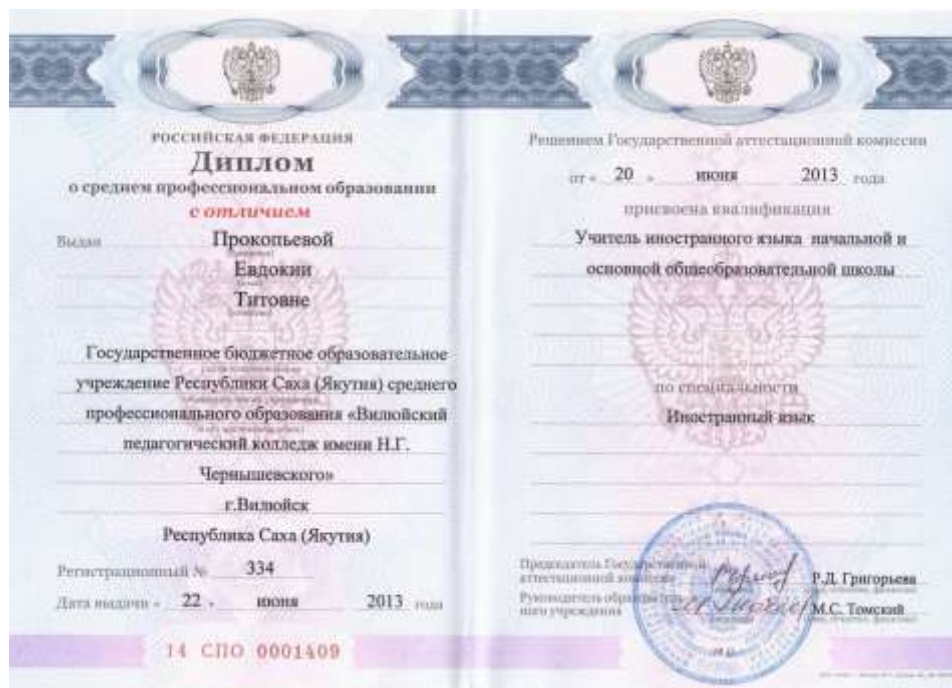 РОССИЙСКАЯ ФЕДЕРАЦИЯ
Диплом
о среднем профессиональном образовании
с отличием
Выдан Прокопьевой
Евдокии
Титовне
Государственное бюджетное образовательное
учреждение Республики Саха (Якутия) среднего
профессионального образования «Вилюйский
педагогический колледж имени Н.Г.
Чернышевского»
г.Вилюйск
Республика Саха (Якутия)
Регистрационный № 334
Дата выдачи « 22 » июня 2013 года
14 СПО 0001409
Решением Государственной аттестационной комиссии
от « 20 » июня 2013 года
присвоена квалификация
Учитель иностранного языка начальной и
основной общеобразовательной школы
по специальности
Иностранный язык
Председатель Государственной
аттестационной комиссии Р.Д. Григорьева
Руководитель образователь-
ного учреждения М.С. Томский